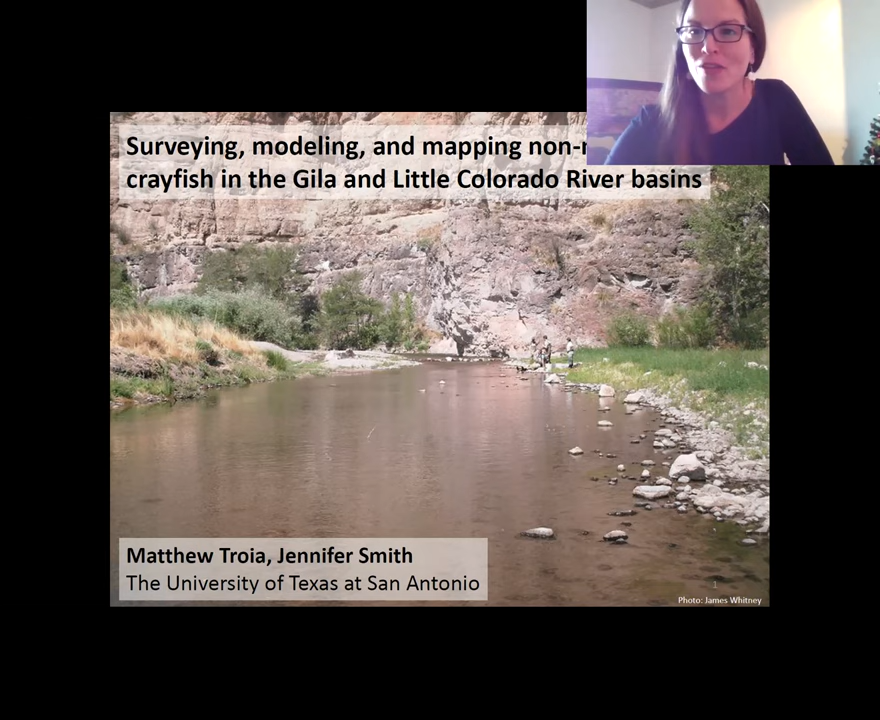 Surveying, modeling, and mapping non-
crayfish in the Gila and Little Colorado River basins
Matthew Troia, Jennifer Smith
The University of Texas at San Antonio
1
Photo: James Whitney